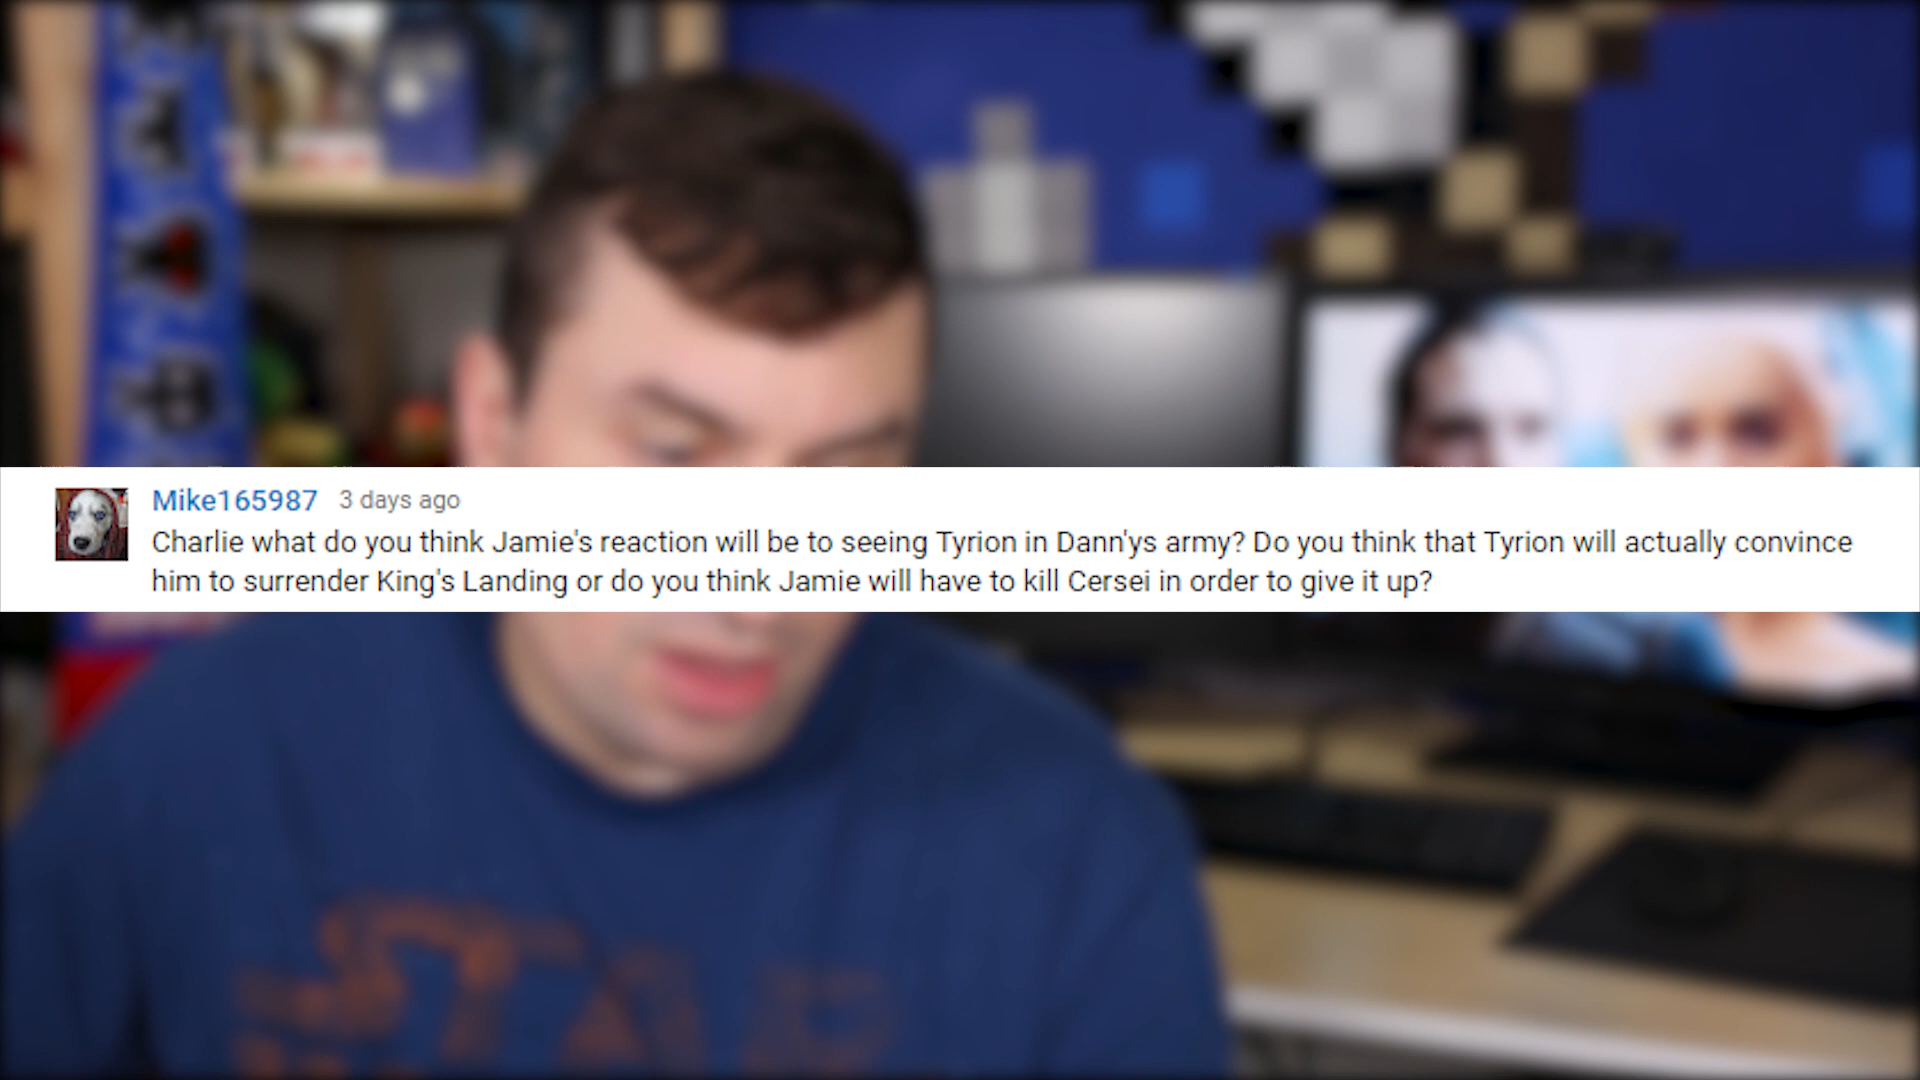 Mike165987 3 days ago
Charlie what do you think Jamie's reaction will be to seeing Tyrion in Dann'ys army? Do you think that Tyrion will actually convince
him to surrender King's Landing or do you think Jamie will have to kill Cersei in order to give it up?
STAR